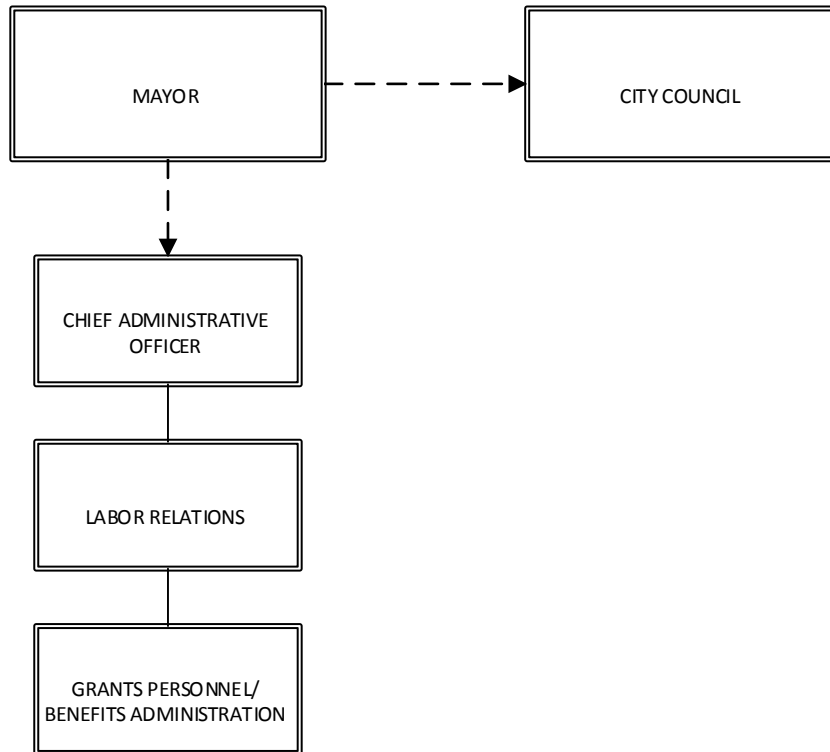 MAYOR
CITY COUNCIL
CHIEF ADMINISTRATIVE
OFFICER
LABOR RELATIONS
GRANTS PERSONNEL/
BENEFITS ADMINISTRATION